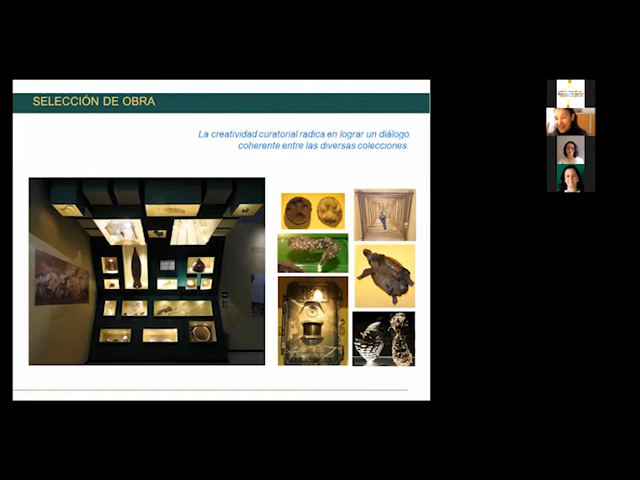 SELECCIÓN DE OBRA
La creatividad curatorial radica en lograr un diálogo
coherente entre las diversas colecciones.